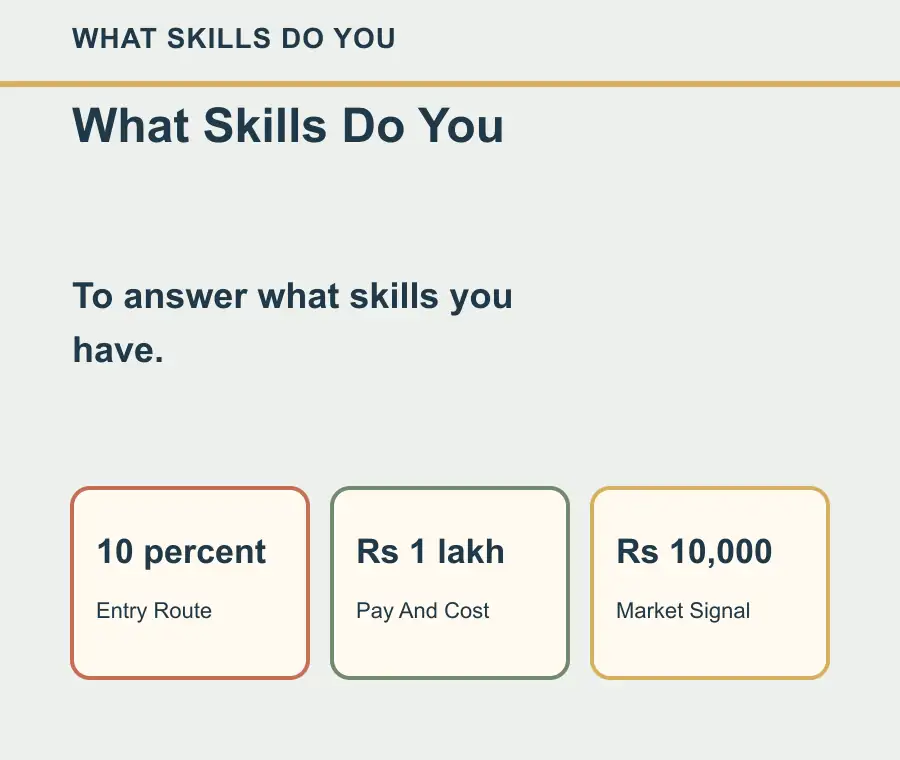 WHAT SKILLS DO YOU
What Skills Do You
To answer what skills you
have.
10 percent
Entry Route
Rs 1 lakh
Pay And Cost
Rs 10,000
Market Signal